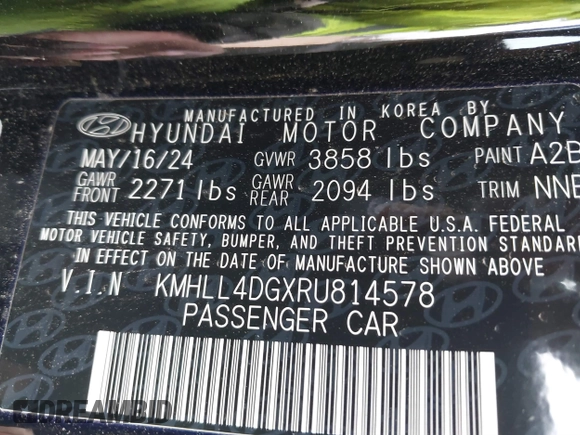 MANUFACTURED IN KOREA BY
HYUNDAI MOTOR COMPANY
MAY/16/24 GVWR 3858 lbs PAINT A2B
GAWR FRONT 2271 lbs GAWR REAR 2094 lbs TRIM NNB
THIS VEHICLE CONFORMS TO ALL APPLICABLE U.S.A. FEDERAL
MOTOR VEHICLE SAFETY, BUMPER, AND THEFT PREVENTION STANDARDS
IN EFFECT ON THE DATE OF MANUFACTURE SHOWN ABOVE
V.I.N KMHLL4DGXRU814578
PASSENGER CAR
DREAMBID